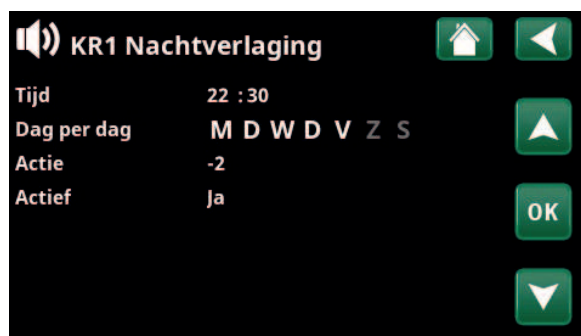 KR1 Nachtverlaging
Tijd 22 :30
Dag per dag M D W D V Z S
Actie -2
Actief Ja
OK